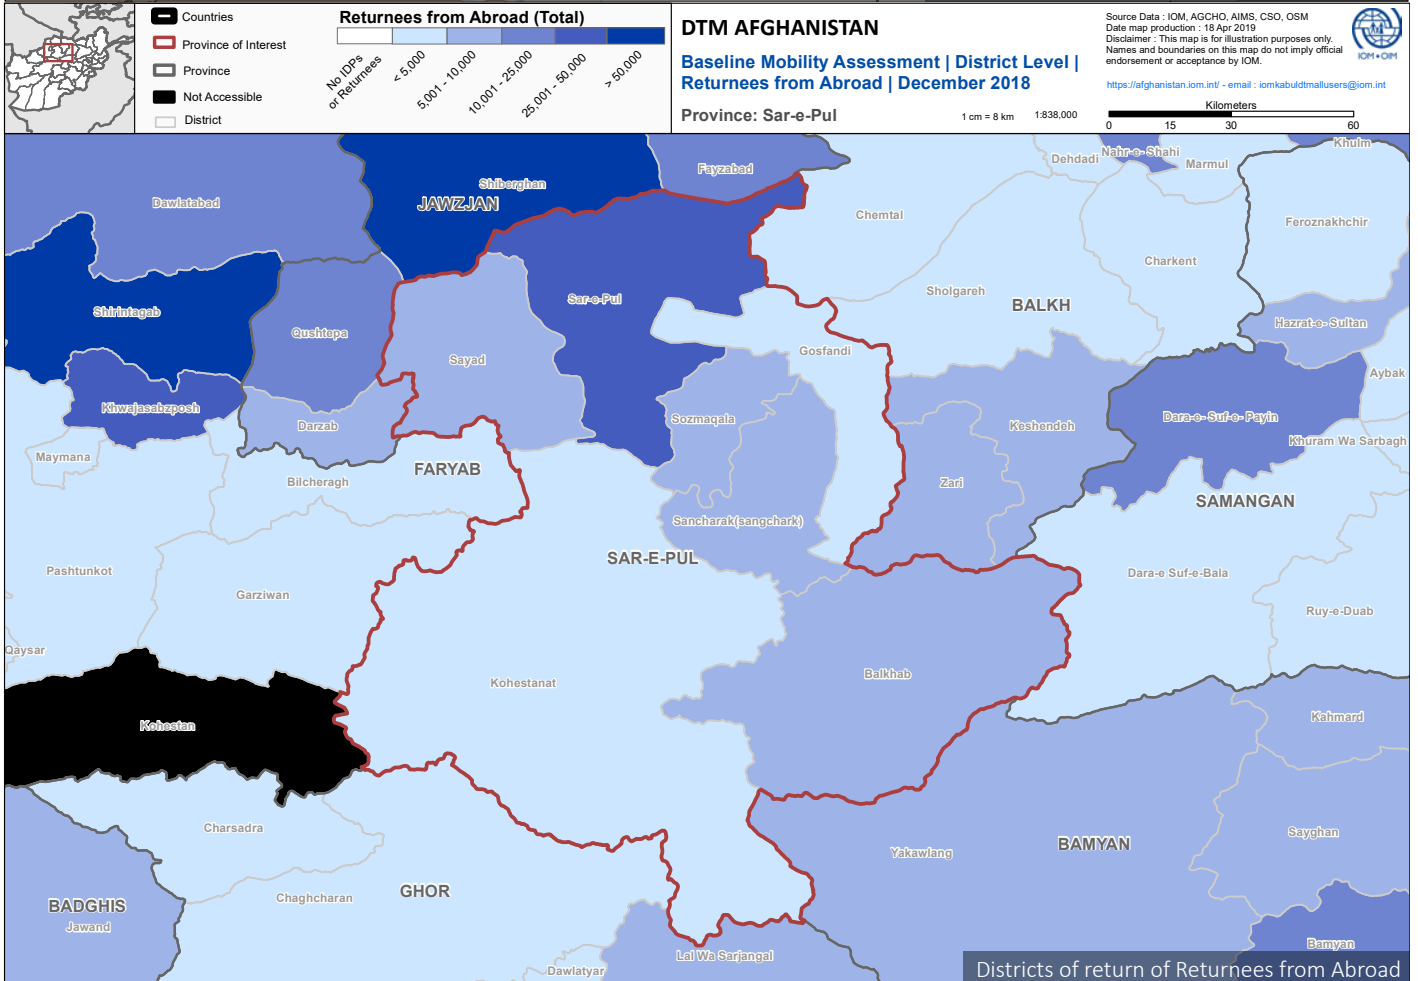 Countries
Province of Interest
Province
Not Accessible
District
Returnees from Abroad (Total)
No IDPs
or Returnees
< 5,000
5,001 - 10,000
10,001 - 25,000
25,001 - 50,000
> 50,000
DTM AFGHANISTAN
Baseline Mobility Assessment | District Level |
Returnees from Abroad | December 2018
Province: Sar-e-Pul
1 cm = 8 km
1:838,000
Source Data : IOM, AGCHO, AIMS, CSO, OSM
Date map production : 18 Apr 2019
Disclaimer : This map is for illustration purposes only.
Names and boundaries on this map do not imply official
endorsement or acceptance by IOM.
https://afghanistan.iom.int/ - email : iomkabuldtmallusers@iom.int
IOM•OIM
Kilometers
0 15 30 60
Khulm
Nahr-e- Shahi
Dehdadi
Marmul
Fayzabad
Shiberghan
JAWZJAN
Dawlatabad
Chemtal
Feroznakhchir
Charkent
Sholgareh
BALKH
Sar-e-Pul
Shirintagab
Hazrat-e- Sultan
Qushtepa
Gosfandi
Sayad
Aybak
Khwajasabzposh
Darzab
Sozmaqala
Keshendeh
Dara-e- Suf-e- Payin
Khuram Wa Sarbagh
Maymana
FARYAB
Bilcheragh
Zari
SAMANGAN
Sancharak(sangchark)
SAR-E-PUL
Pashtunkot
Dara-e Suf-e-Bala
Garziwan
Ruy-e-Duab
Qaysar
Balkhab
Kohestanat
Kahmard
Kohestan
Charsadra
Sayghan
BAMYAN
Yakawlang
GHOR
Chaghcharan
BADGHIS
Jawand
Bamyan
Lal Wa Sarjangal
Dawlatyar
Districts of return of Returnees from Abroad